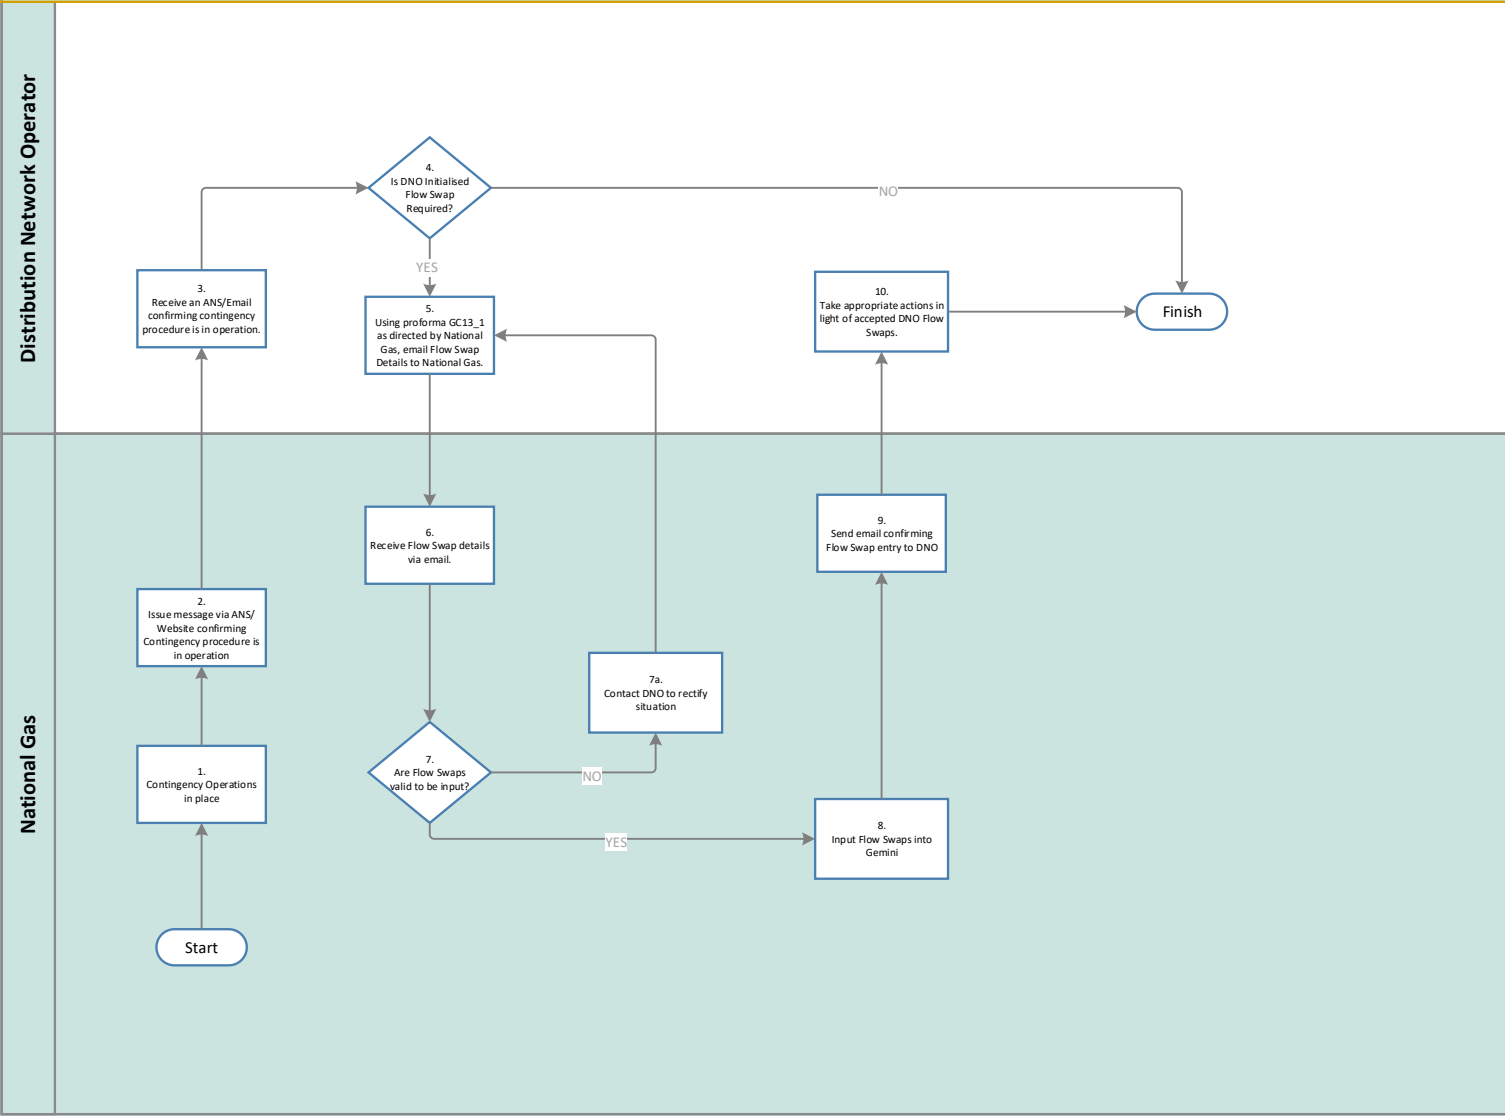 Distribution Network Operator
4.
Is DNO Initialised
Flow Swap
Required?
NO
YES
3.
Receive an ANS/Email
confirming contingency
procedure is in operation.
5.
Using proforma GC13_1
as directed by National
Gas, email Flow Swap
Details to National Gas.
10.
Take appropriate actions in
light of accepted DNO Flow
Swaps.
Finish
National Gas
6.
Receive Flow Swap details
via email.
9.
Send email confirming
Flow Swap entry to DNO
2.
Issue message via ANS/
Website confirming
Contingency procedure is
in operation
7a.
Contact DNO to rectify
situation
1.
Contingency Operations
in place
7.
Are Flow Swaps
valid to be input?
NO
YES
8.
Input Flow Swaps into
Gemini
Start